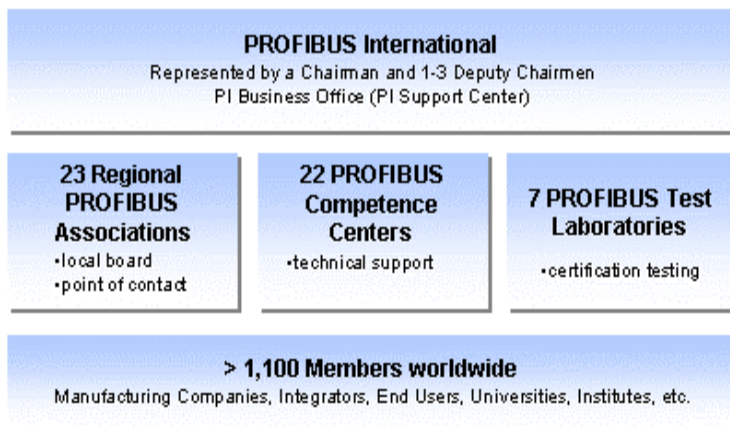 PROFIBUS International
Represented by a Chairman and 1-3 Deputy Chairmen
PI Business Office (PI Support Center)
23 Regional
PROFIBUS
Associations
•local board
•point of contact
22 PROFIBUS
Competence
Centers
•technical support
7 PROFIBUS Test
Laboratories
•certification testing
> 1,100 Members worldwide
Manufacturing Companies, Integrators, End Users, Universities, Institutes, etc.